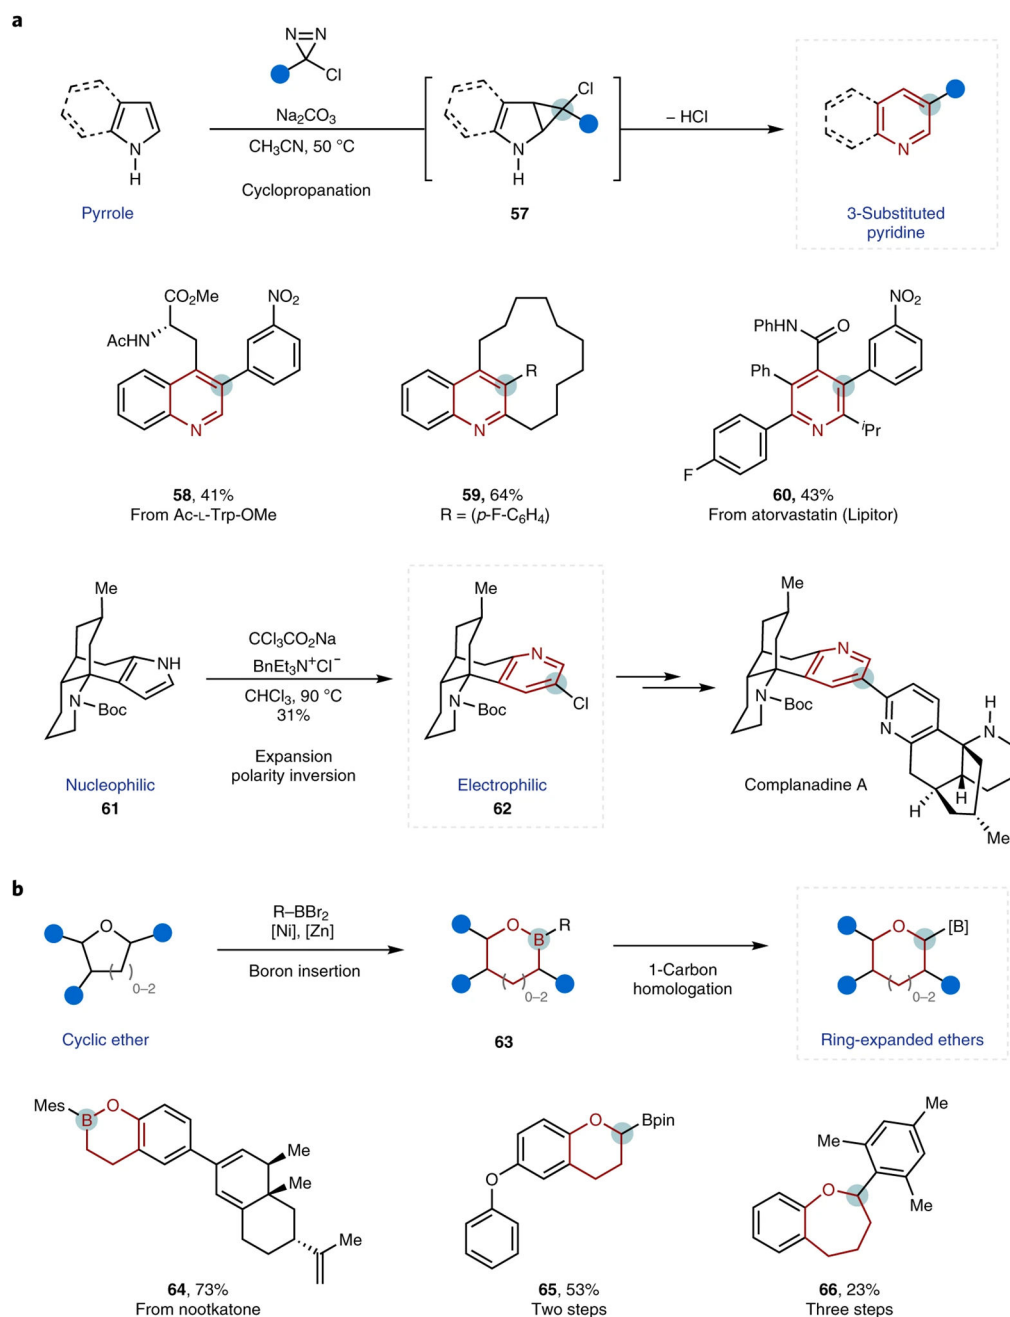 a
N=N
Cl
Na2CO3
CH3CN, 50 °C
Cyclopropanation
N
H
Pyrrole
Cl
N
H
57
– HCl
N
3-Substituted
pyridine
CO2Me
AcHN
NO2
N
58, 41%
From Ac-L-Trp-OMe
R
N
59, 64%
R = (p-F-C6H4)
NO2
PhHN
O
Ph
N
iPr
F
60, 43%
From atorvastatin (Lipitor)
Me
NH
N
Boc
Nucleophilic
61
CCl3CO2Na
BnEt3N+Cl−
CHCl3, 90 °C
31%
Expansion
polarity inversion
Me
N
Cl
N
Boc
Electrophilic
62
Me
N
N
Boc
N
H
N
H
H
Me
Complanadine A
b
O
0–2
Cyclic ether
R–BBr2
[Ni], [Zn]
Boron insertion
O
B
R
0–2
63
1-Carbon
homologation
O
[B]
0–2
Ring-expanded ethers
Mes
B
O
Me
Me
Me
64, 73%
From nootkatone
O
Bpin
O
65, 53%
Two steps
Me
Me
O
Me
66, 23%
Three steps